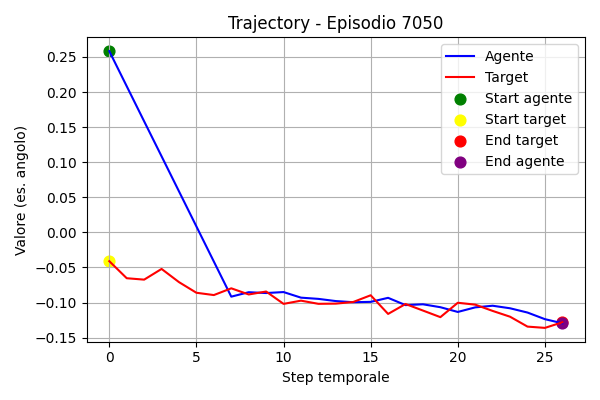 Trajectory - Episodio 7050
Valore (es. angolo)
0.25
0.20
0.15
0.10
0.05
0.00
−0.05
−0.10
−0.15
0 5 10 15 20 25
Step temporale
Agente
Target
Start agente
Start target
End target
End agente